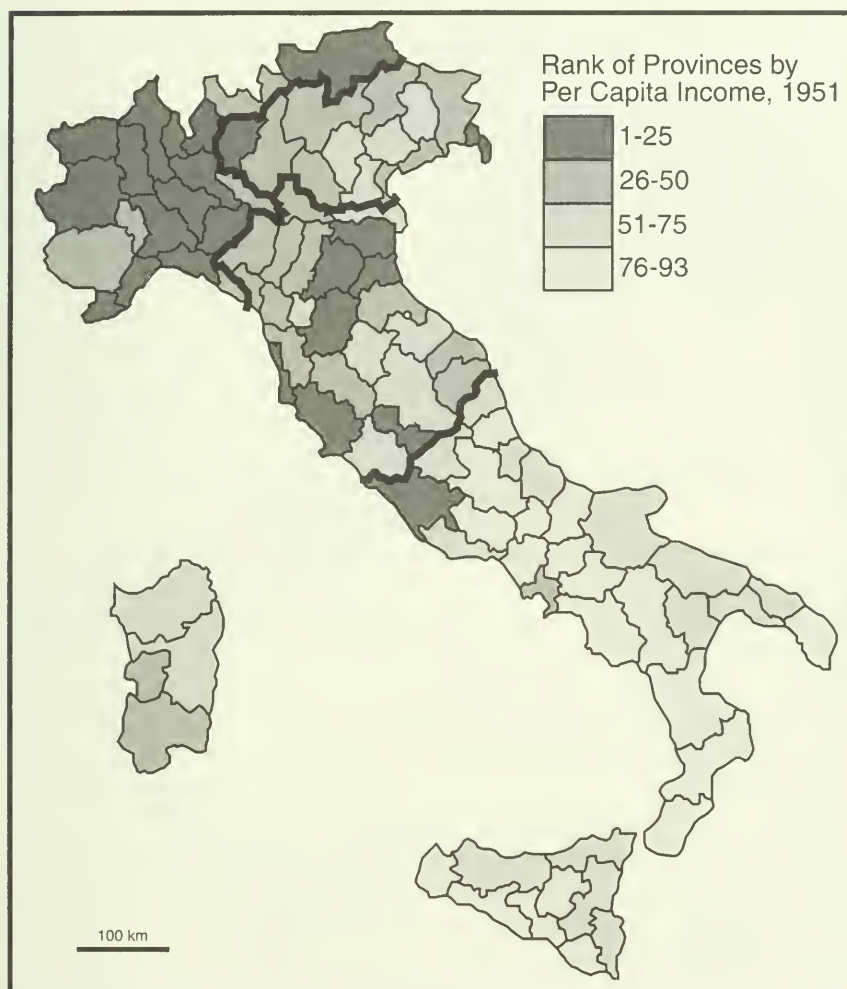 Rank of Provinces by
Per Capita Income, 1951
1-25
26-50
51-75
76-93
100 km